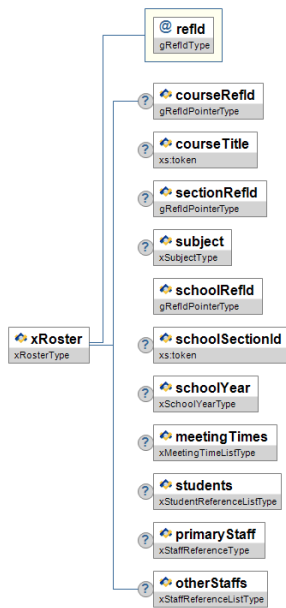 @ refId
gRefIdType
? courseRefId
gRefIdPointerType
? courseTitle
xs:token
? sectionRefId
gRefIdPointerType
? subject
xSubjectType
schoolRefId
gRefIdPointerType
xRoster
xRosterType
? schoolSectionId
xs:token
? schoolYear
xSchoolYearType
? meetingTimes
xMeetingTimeListType
? students
xStudentReferenceListType
? primaryStaff
xStaffReferenceType
? otherStaffs
xStaffReferenceListType